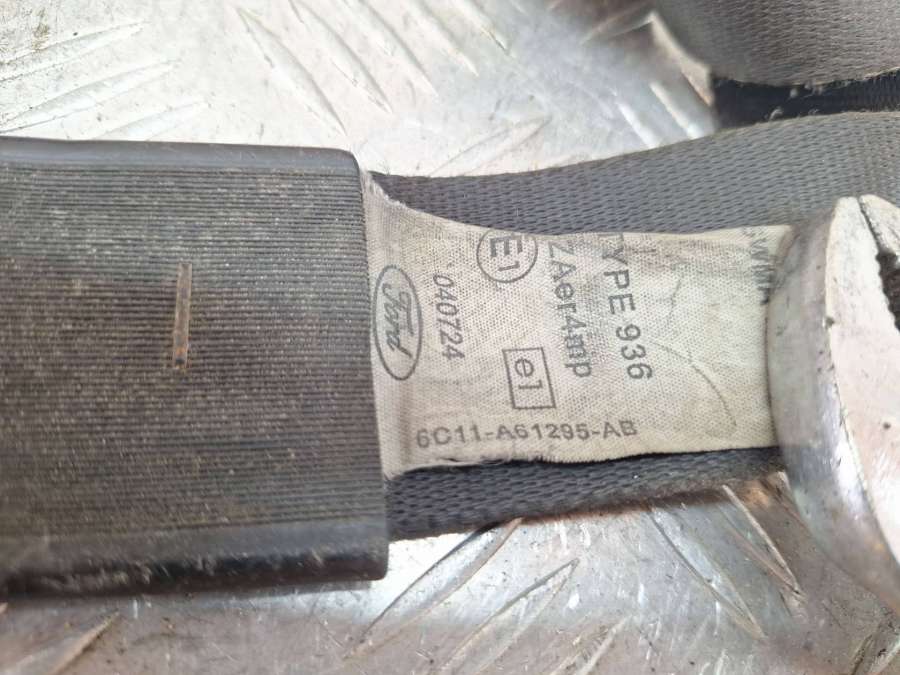 Ford
040724
E1
TYPE 936
ZAer4mp
e1
6C11-A61295-AB